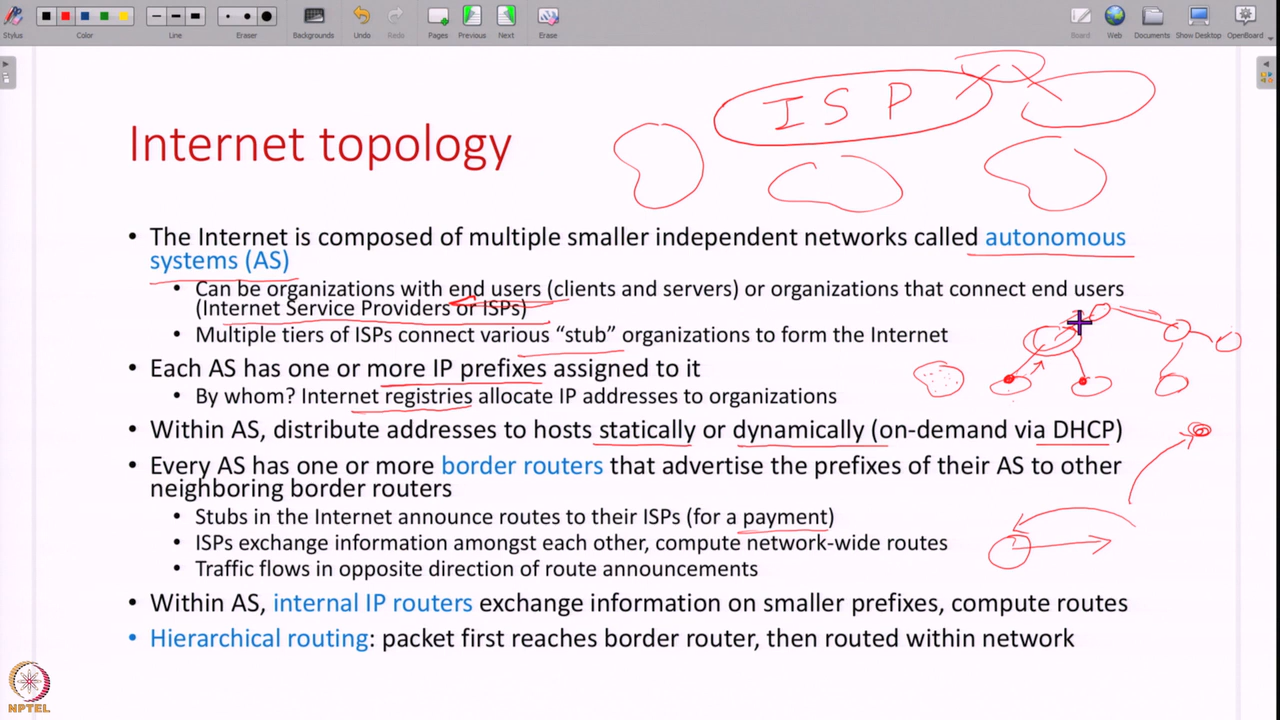 Stylus
Color
Line
Eraser
Backgrounds
Undo
Redo
Pages
Previous
Next
Erase
Board
Web
Documents
Show Desktop
OpenBoard
I S P
Internet topology
• The Internet is composed of multiple smaller independent networks called autonomous
systems (AS)
• Can be organizations with end users (clients and servers) or organizations that connect end users
(Internet Service Providers or ISPs)
• Multiple tiers of ISPs connect various “stub” organizations to form the Internet
• Each AS has one or more IP prefixes assigned to it
• By whom? Internet registries allocate IP addresses to organizations
• Within AS, distribute addresses to hosts statically or dynamically (on-demand via DHCP)
• Every AS has one or more border routers that advertise the prefixes of their AS to other
neighboring border routers
• Stubs in the Internet announce routes to their ISPs (for a payment)
• ISPs exchange information amongst each other, compute network-wide routes
• Traffic flows in opposite direction of route announcements
• Within AS, internal IP routers exchange information on smaller prefixes, compute routes
• Hierarchical routing: packet first reaches border router, then routed within network
NPTEL